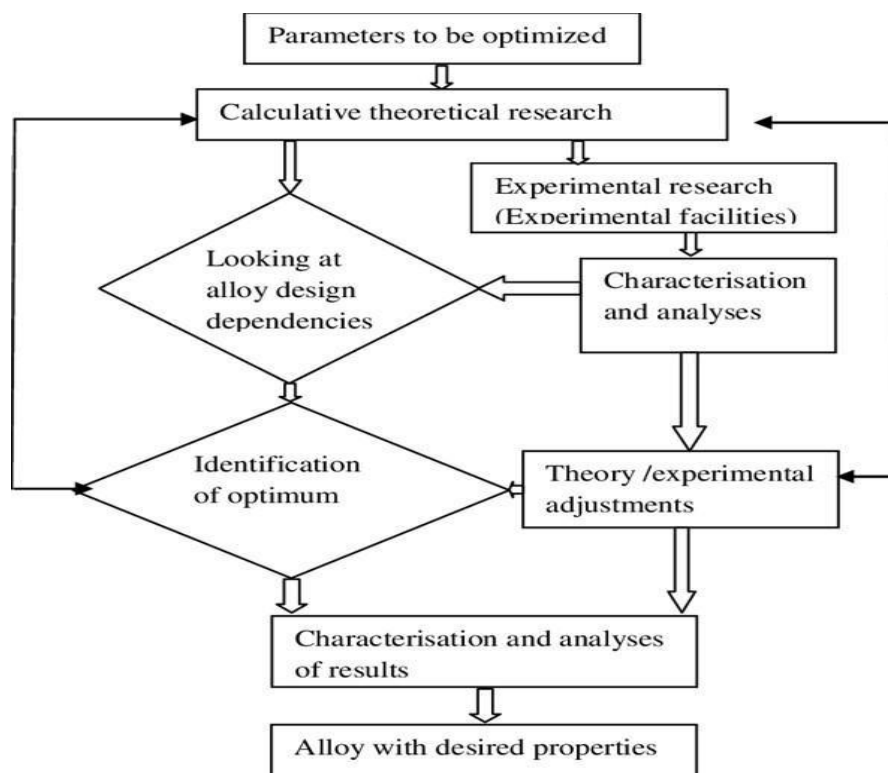 Parameters to be optimized
Calculative theoretical research
Experimental research
(Experimental facilities)
Looking at
alloy design
dependencies
Characterisation
and analyses
Identification
of optimum
Theory /experimental
adjustments
Characterisation and analyses
of results
Alloy with desired properties